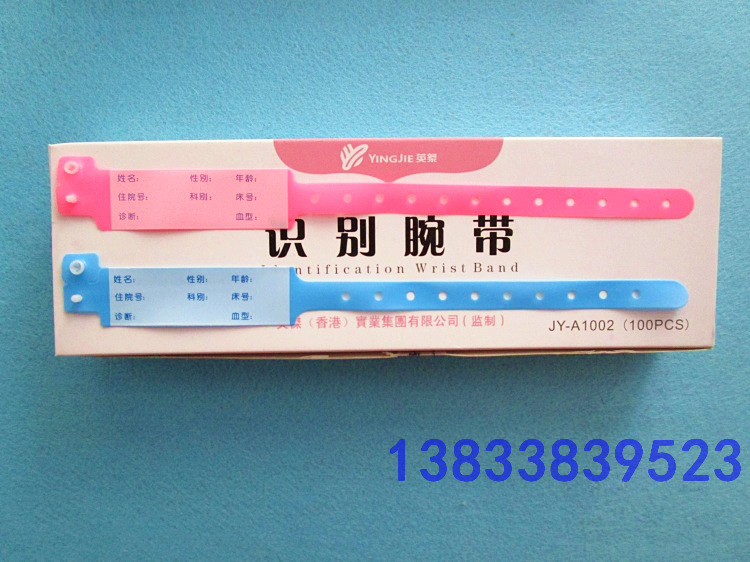 YINGJIE 英䇿
姓名: 性别: 年龄:
住院号: 科别: 床号:
诊断: 血型:
识别腕带
Identification Wrist Band
姓名: 性别: 年龄:
住院号: 科别: 床号:
诊断: 血型:
(香港)實業集團有限公司(监制)
JY-A1002 (100PCS)
13833839523